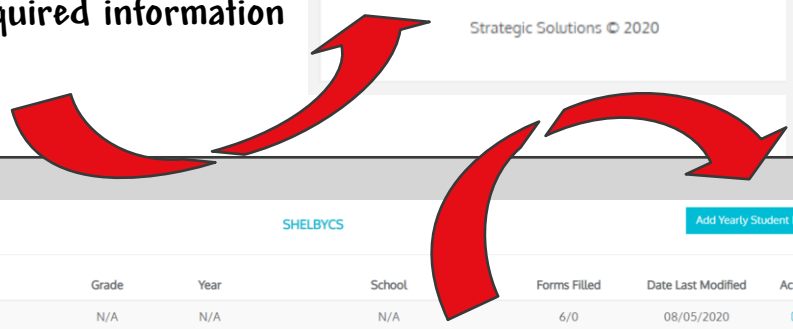 quired information
Strategic Solutions © 2020
SHELBYCS Add Yearly Student
Grade Year School Forms Filled Date Last Modified Ac
N/A N/A N/A 6/0 08/05/2020